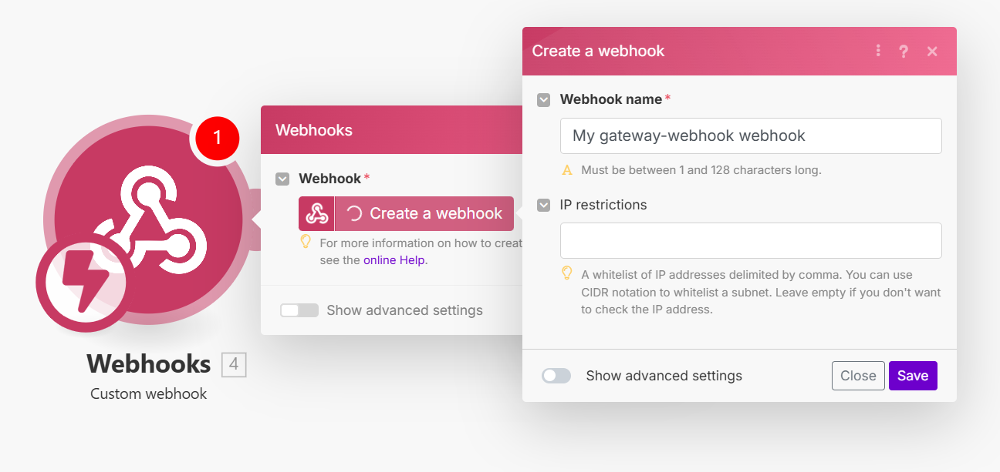 1
Webhooks 4
Custom webhook
Webhooks
Webhook *
Create a webhook
For more information on how to creat
see the online Help.
Show advanced settings
Create a webhook
?
Webhook name *
My gateway-webhook webhook
A Must be between 1 and 128 characters long.
IP restrictions
A whitelist of IP addresses delimited by comma. You can use
CIDR notation to whitelist a subnet. Leave empty if you don't want
to check the IP address.
Show advanced settings
Close
Save